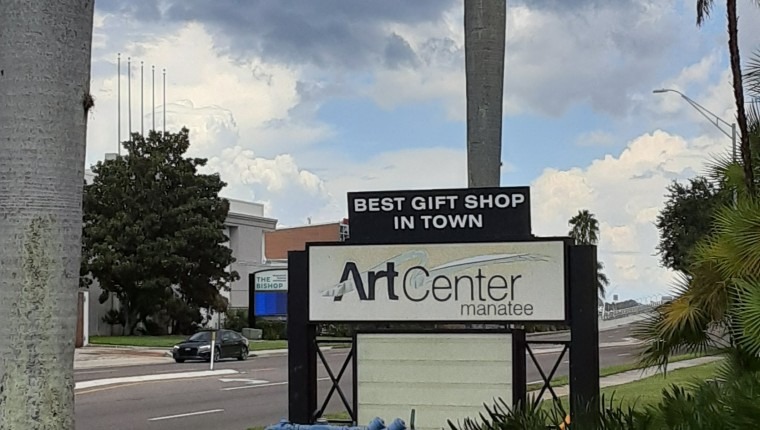 BEST GIFT SHOP
IN TOWN
ArtCenter
manatee
THE
BISHOP